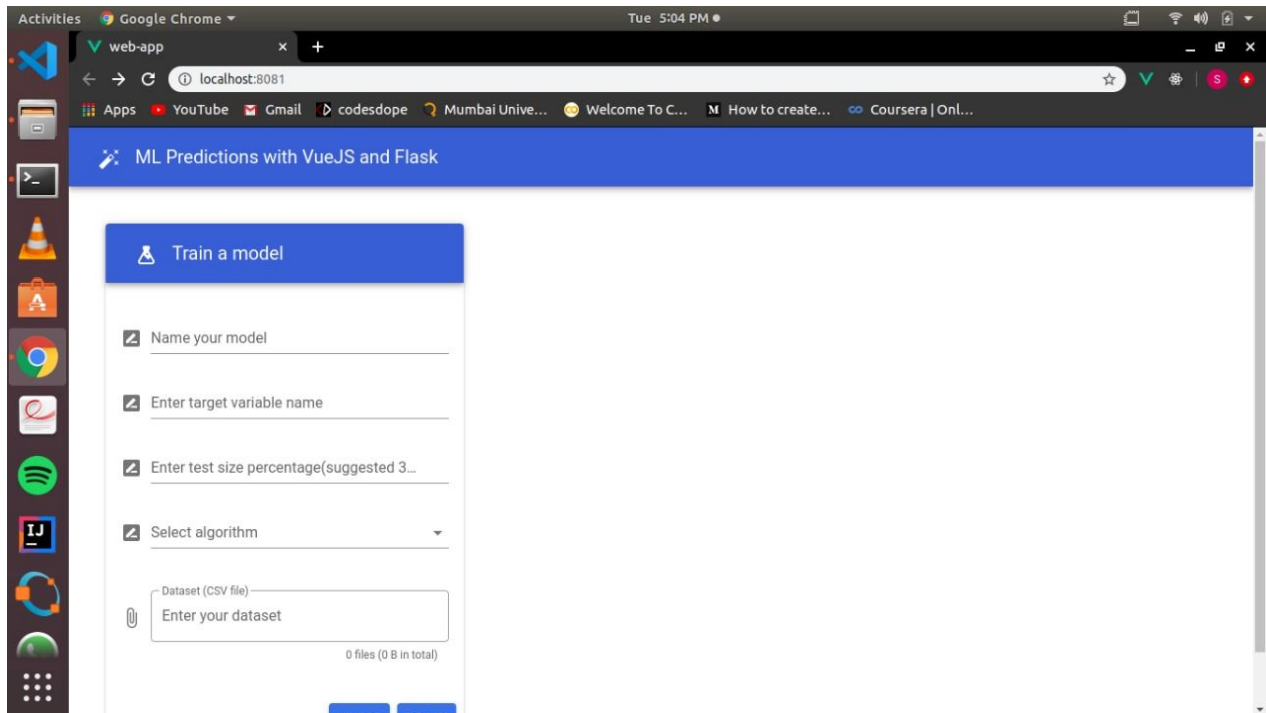 Activities Google Chrome Tue 5:04 PM
web-app
localhost:8081
Apps YouTube Gmail codesdope Mumbai Unive... Welcome To C... How to create... Coursera | Onl...
ML Predictions with VueJS and Flask
Train a model
Name your model
Enter target variable name
Enter test size percentage(suggested 3...
Select algorithm
Dataset (CSV file)
Enter your dataset
0 files (0 B in total)
S
IJ